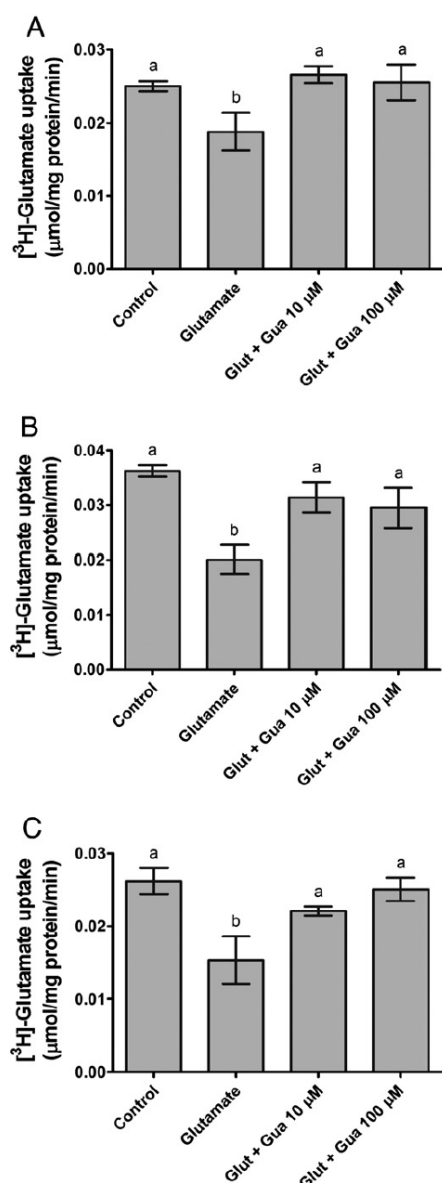 A
[³H]-Glutamate uptake
(μmol/mg protein/min)
0.03
0.02
0.01
0.00
a
b
a
a
Control
Glutamate
Glut + Gua 10 μM
Glut + Gua 100 μM
B
[³H]-Glutamate uptake
(μmol/mg protein/min)
0.04
0.03
0.02
0.01
0.00
a
b
a
a
Control
Glutamate
Glut + Gua 10 μM
Glut + Gua 100 μM
C
[³H]-Glutamate uptake
(μmol/mg protein/min)
0.03
0.02
0.01
0.00
a
b
a
a
Control
Glutamate
Glut + Gua 10 μM
Glut + Gua 100 μM